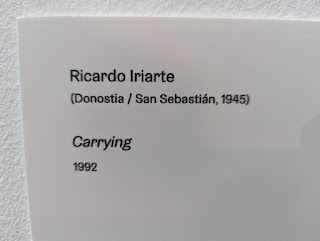 Ricardo Iriarte
(Donostia / San Sebastián, 1945)
Carrying
1992